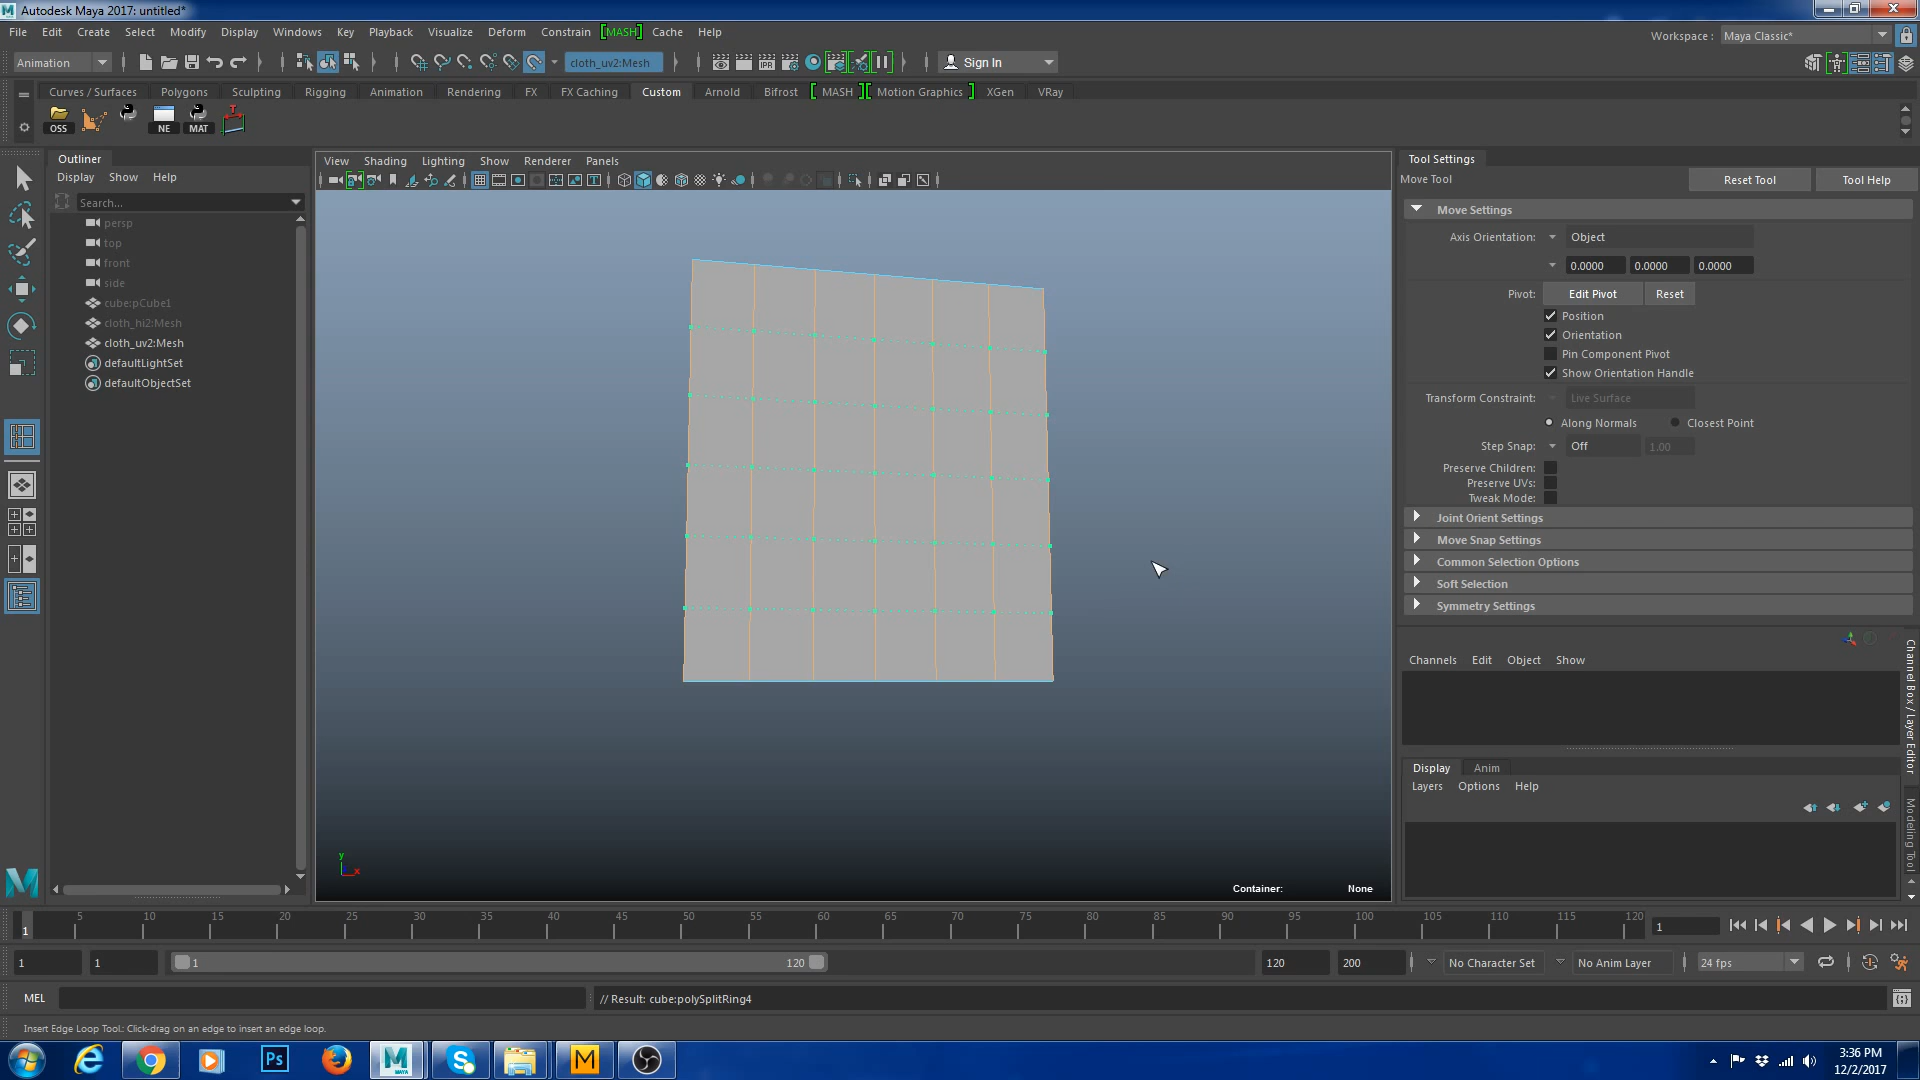 Autodesk Maya 2017: untitled*
File Edit Create Select Modify Display Windows Key Playback Visualize Deform Constrain [MASH] Cache Help
Workspace : Maya Classic*
Animation cloth_uv2:Mesh Sign In
Curves / Surfaces Polygons Sculpting Rigging Animation Rendering FX FX Caching Custom Arnold Bifrost [ MASH ][ Motion Graphics ] XGen VRay
OSS NE MAT
Outliner
Display Show Help
Search...
persp
top
front
side
cube:pCube1
cloth_hi2:Mesh
cloth_uv2:Mesh
defaultLightSet
defaultObjectSet
View Shading Lighting Show Renderer Panels
y
x
Container: None
Tool Settings
Move Tool Reset Tool Tool Help
Move Settings
Axis Orientation: Object
0.0000 0.0000 0.0000
Pivot: Edit Pivot Reset
Position
Orientation
Pin Component Pivot
Show Orientation Handle
Transform Constraint: Live Surface
Along Normals Closest Point
Step Snap: Off 1.00
Preserve Children:
Preserve UVs:
Tweak Mode:
Joint Orient Settings
Move Snap Settings
Common Selection Options
Soft Selection
Symmetry Settings
Channels Edit Object Show
Channel Box / Layer Editor
Modeling Tool
Display Anim
Layers Options Help
1 5 10 15 20 25 30 35 40 45 50 55 60 65 70 75 80 85 90 95 100 105 110 115 120 1
1 1 1 120 120 200 No Character Set No Anim Layer 24 fps
MEL // Result: cube:polySplitRing4
Insert Edge Loop Tool: Click-drag on an edge to insert an edge loop.
Ps
MAYA
3:36 PM
12/2/2017